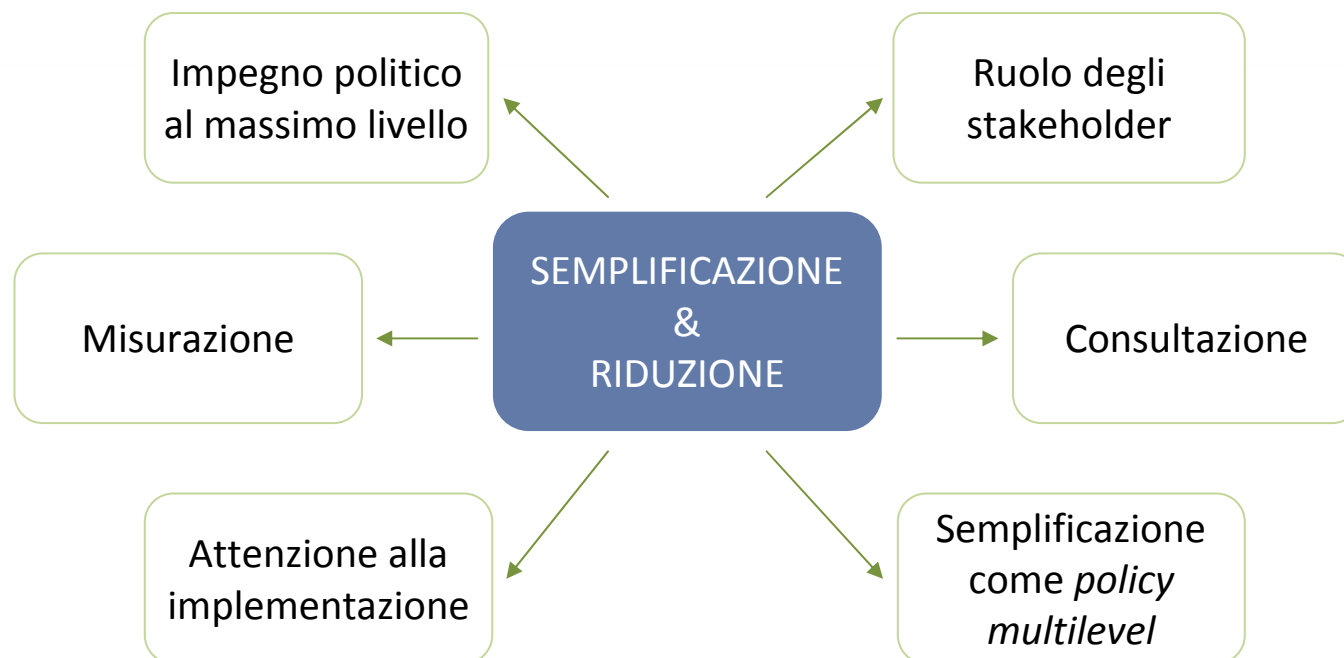 Impegno politico
al massimo livello
Ruolo degli
stakeholder
SEMPLIFICAZIONE
&
RIDUZIONE
Misurazione
Consultazione
Attenzione alla
implementazione
Semplificazione
come policy
multilevel